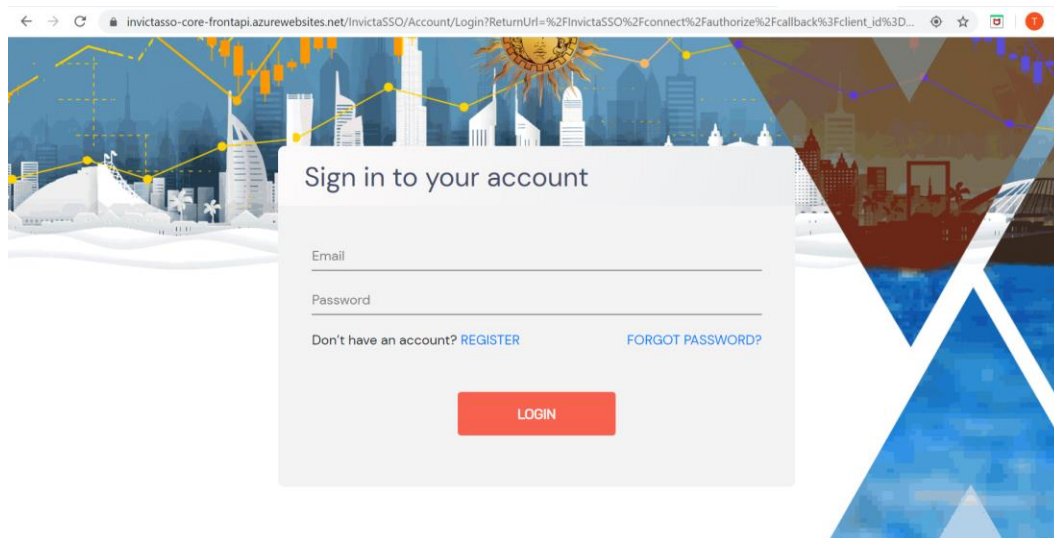 invictasso-core-frontapi.azurewebsites.net/InvictaSSO/Account/Login?ReturnUrl=%2FInvictaSSO%2Fconnect%2Fauthorize%2Fcallback%3Fclient_id%3D...
T
Sign in to your account
Email
Password
Don't have an account? REGISTER FORGOT PASSWORD?
LOGIN